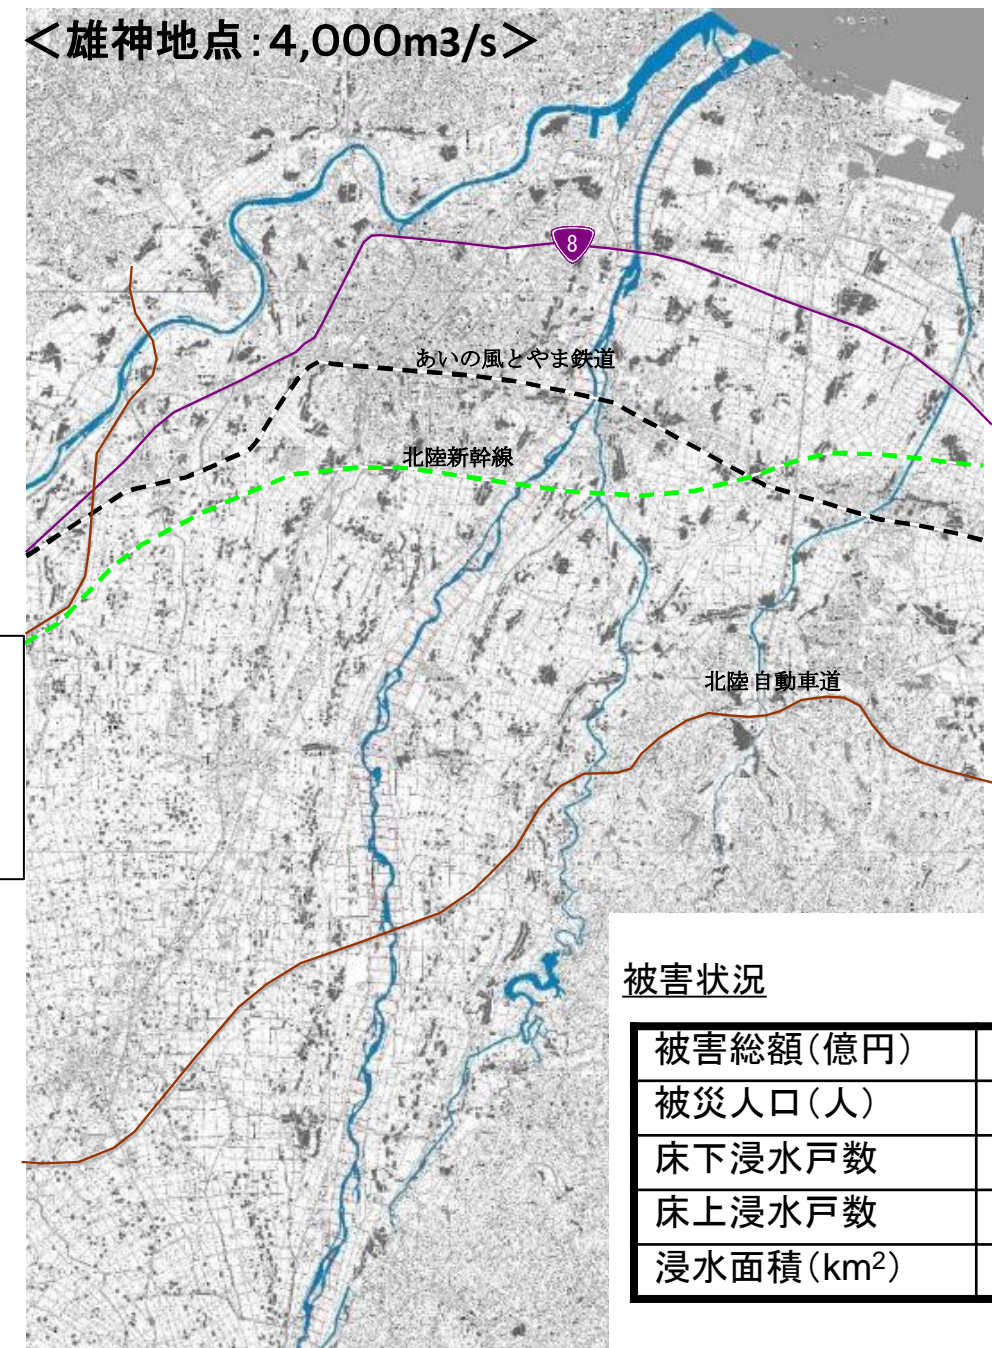 ＜雄神地点:4,000m3/s＞
8
あいの風とやま鉄道
北陸新幹線
北陸自動車道
被害状況
被害総額(億円)
被災人口(人)
床下浸水戸数
床上浸水戸数
浸水面積(km²)